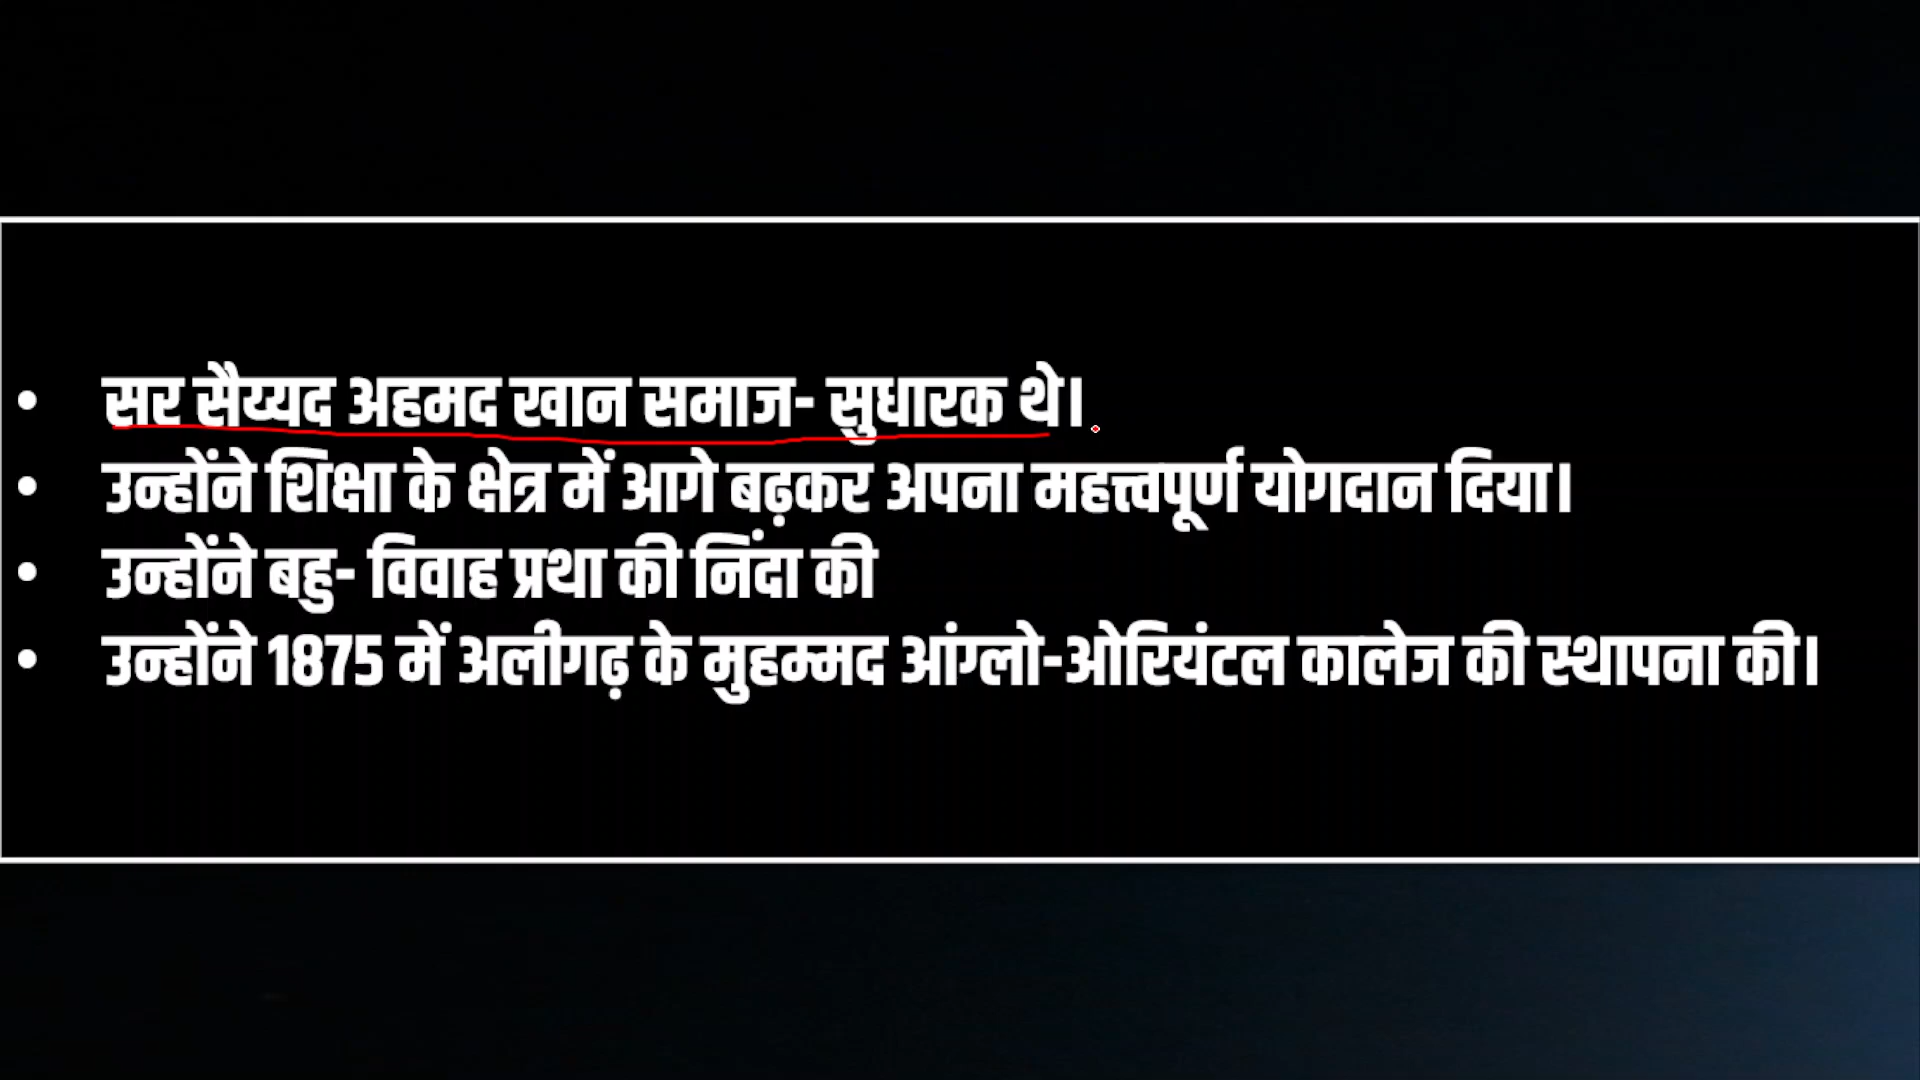 • सर सैय्यद अहमद खान समाज- सुधारक थे।
• उन्होंने शिक्षा के क्षेत्र में आगे बढ़कर अपना महत्त्वपूर्ण योगदान दिया।
• उन्होंने बहु- विवाह प्रथा की निंदा की
• उन्होंने 1875 में अलीगढ़ के मुहम्मद आंग्लो-ओरियंटल कालेज की स्थापना की।